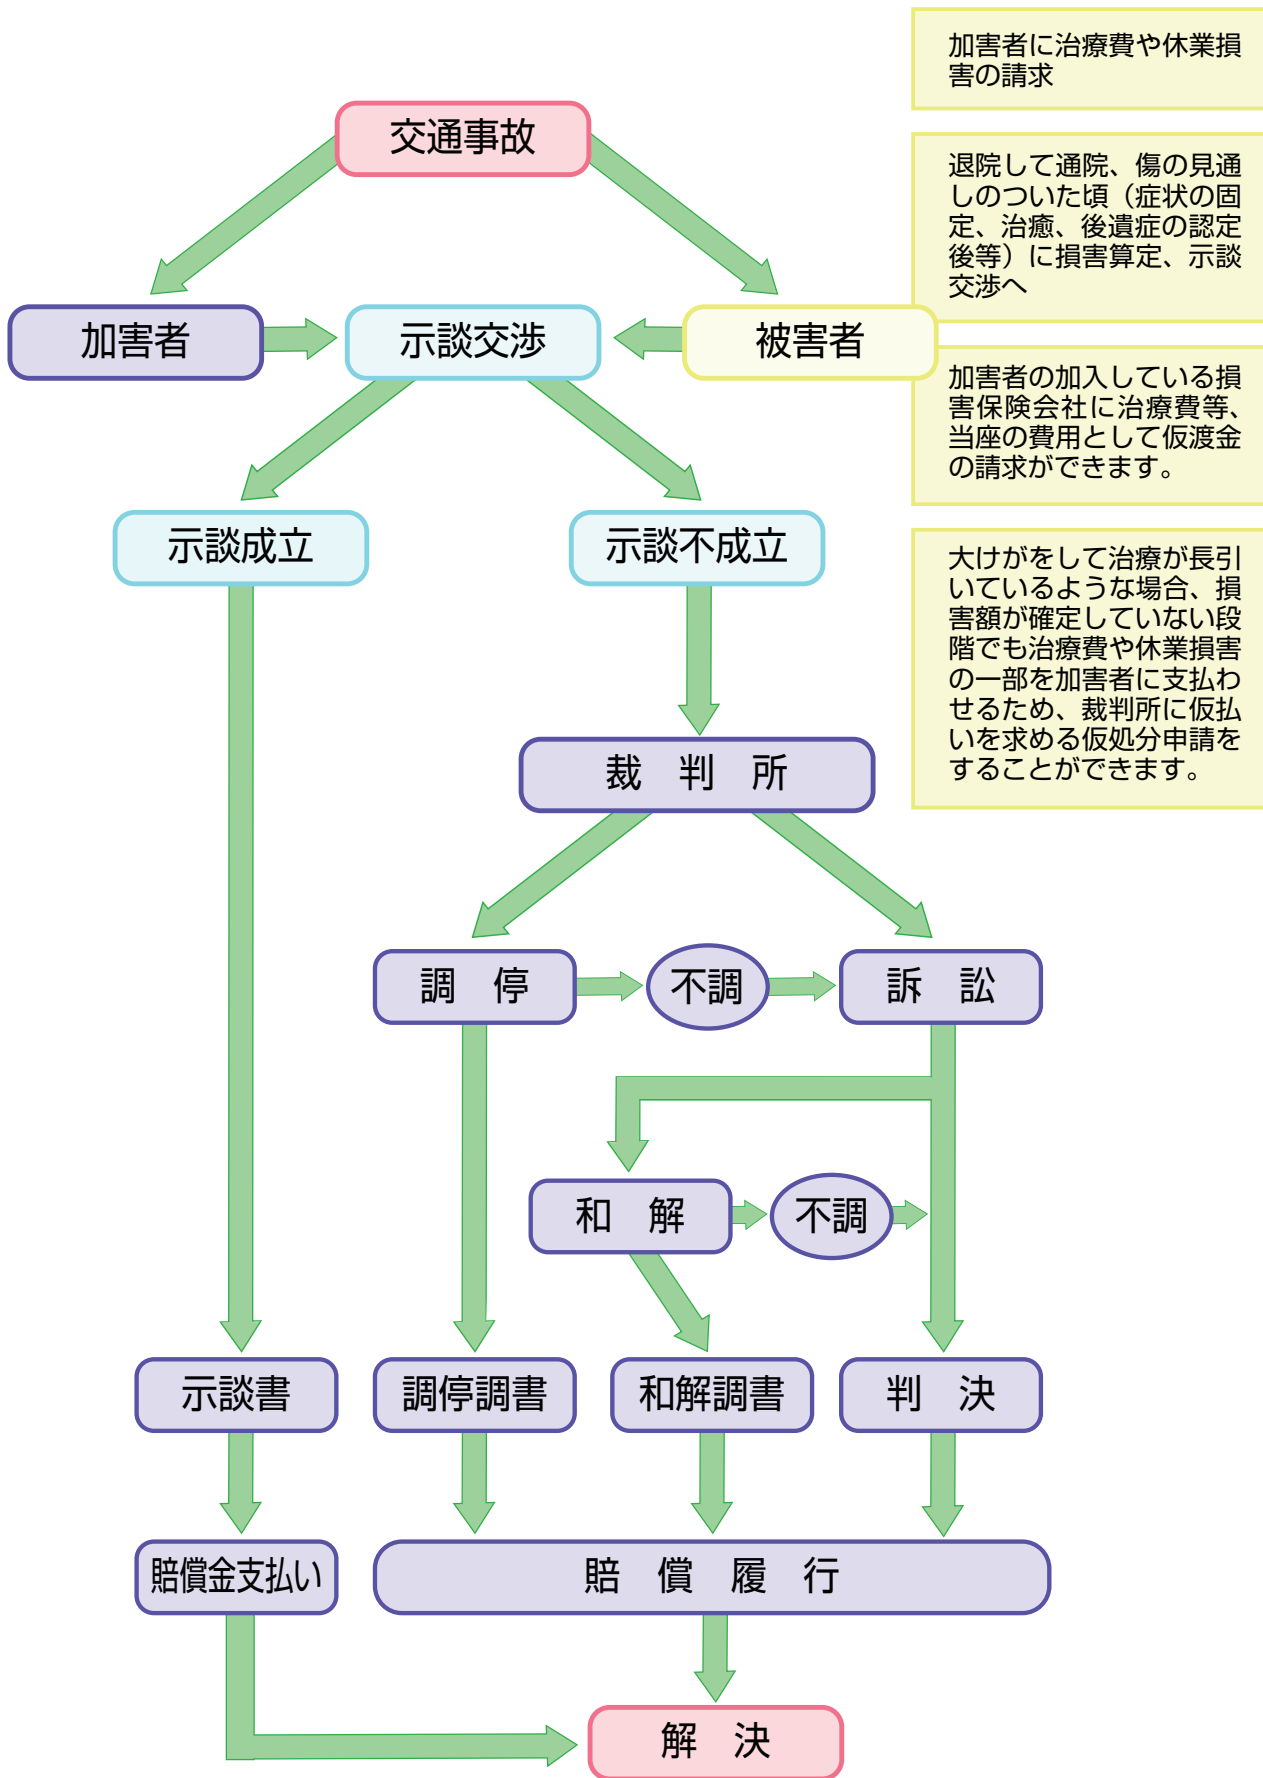 加害者に治療費や休業損
害の請求
交通事故
退院して通院、傷の見通
しのついた頃（症状の固
定、治癒、後遺症の認定
後等）に損害算定、示談
交渉へ
加害者
示談交渉
被害者
加害者の加入している損
害保険会社に治療費等、
当座の費用として仮渡金
の請求ができます。
示談成立
示談不成立
大けがをして治療が長引
いているような場合、損
害額が確定していない段
階でも治療費や休業損害
の一部を加害者に支払わ
せるため、裁判所に仮払
いを求める仮処分申請を
することができます。
裁　判　所
調　停
不調
訴　訟
和　解
不調
示談書
調停調書
和解調書
判　決
賠償金支払い
賠　償　履　行
解　決